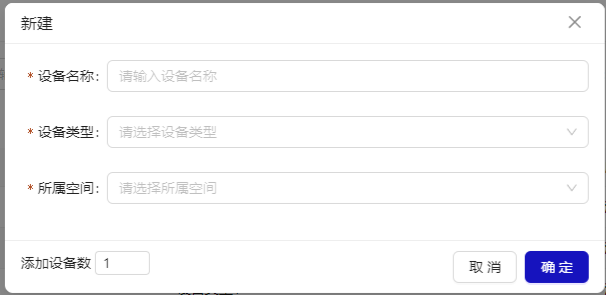 新建
* 设备名称: 请输入设备名称
* 设备类型: 请选择设备类型
* 所属空间: 请选择所属空间
添加设备数 1 取 消 确 定